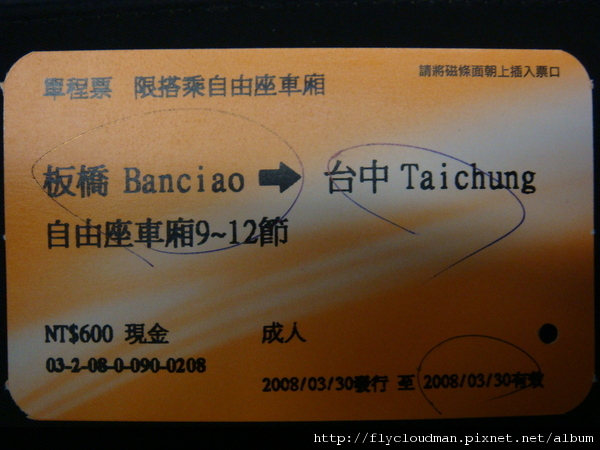 請將磁條面朝上插入票口
單程票 限搭乘自由座車廂
板橋 Banciao ➡ 台中 Taichung
自由座車廂9~12節
NT$600 現金 成人
03-2-08-0-090-0208
2008/03/30發行 至 2008/03/30有效
http://flycloudman.pixnet.net/album